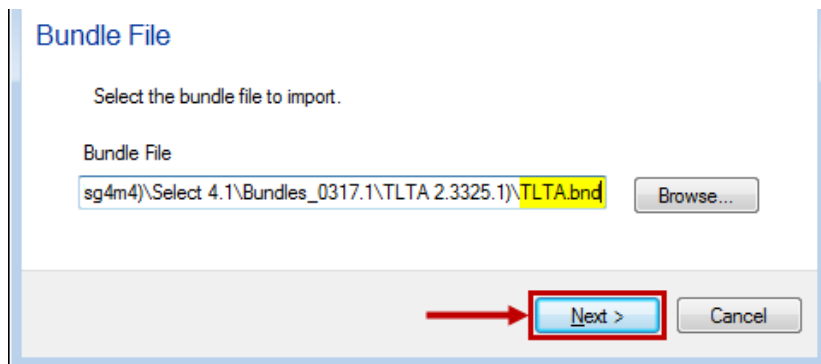 Bundle File
Select the bundle file to import.
Bundle File
sg4m4)\Select 4.1\Bundles_0317.1\TLTA 2.3325.1)\TLTA.bnd
Browse...
Next >
Cancel